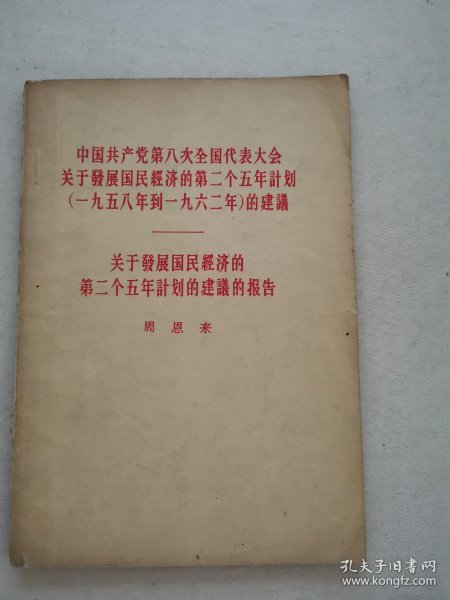 中国共产党第八次全国代表大会
关于發展国民經济的第二个五年計划
(一九五八年到一九六二年)的建議
关于發展国民經济的
第二个五年計划的建議的报告
周恩来
孔夫子旧书网
www.kongfz.com